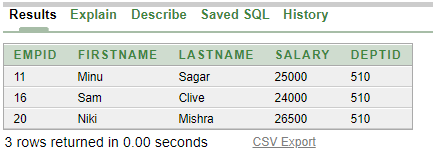 Results Explain Describe Saved SQL History
EMPID FIRSTNAME LASTNAME SALARY DEPTID
11 Minu Sagar 25000 510
16 Sam Clive 24000 510
20 Niki Mishra 26500 510
3 rows returned in 0.00 seconds CSV Export